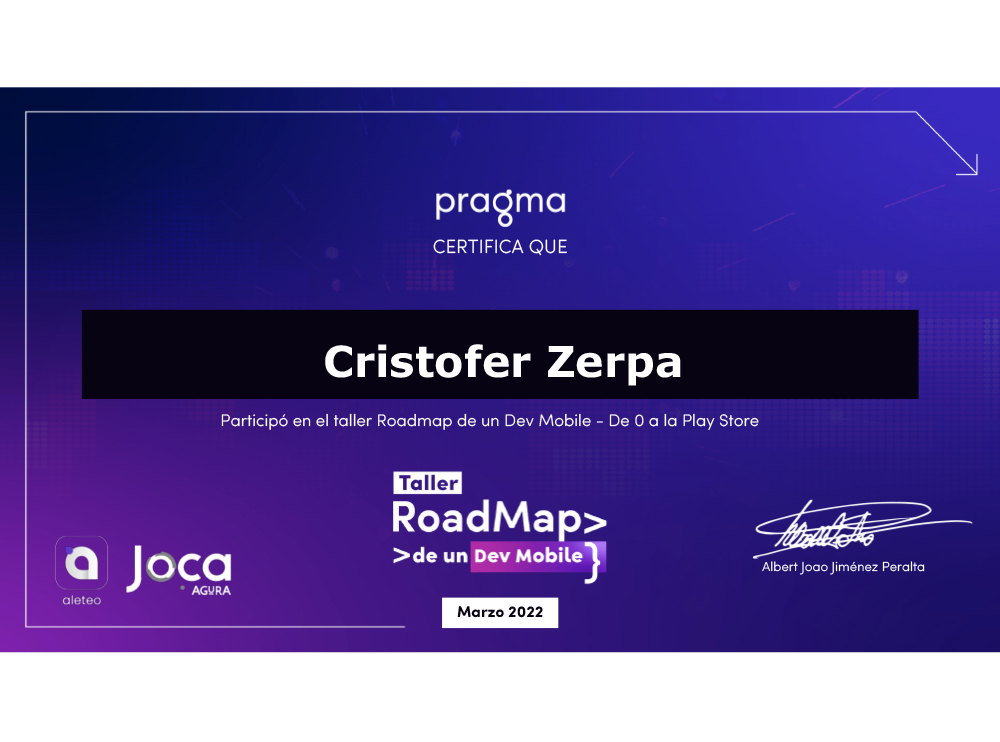 pragma
CERTIFICA QUE
Cristofer Zerpa
Participó en el taller Roadmap de un Dev Mobile - De 0 a la Play Store
Taller
RoadMap>
>de un Dev Mobile }
aleteo
Joca
AGURA
Albert Joao Jiménez Peralta
Marzo 2022